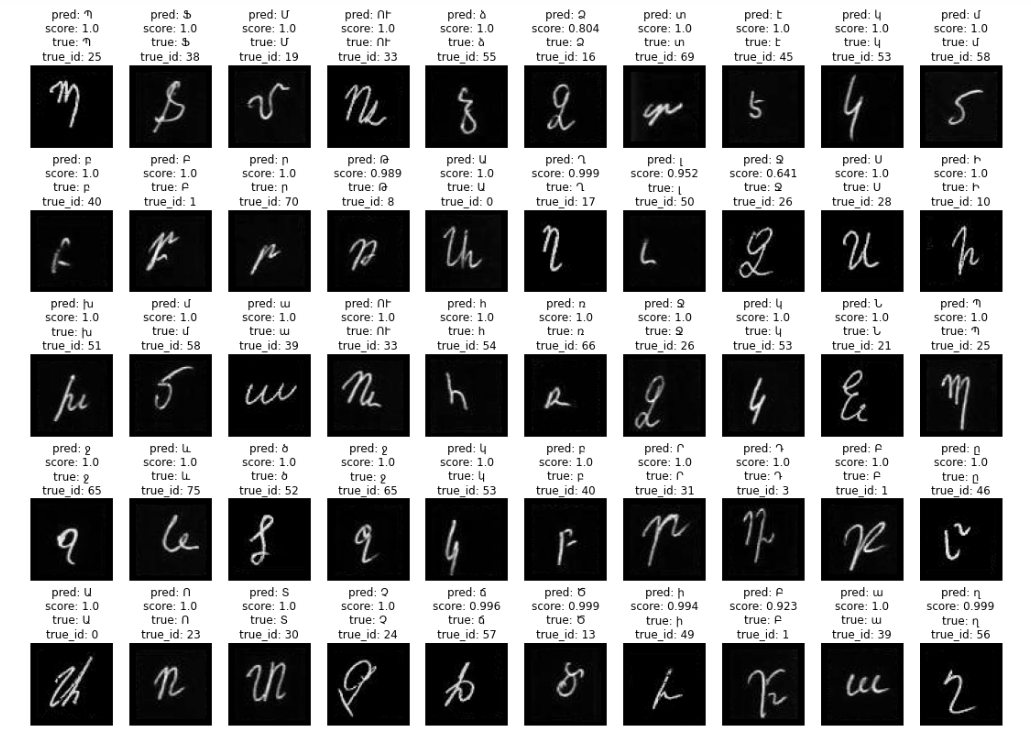 pred: Պ pred: Ֆ pred: Մ pred: ՈՒ pred: ձ pred: Զ pred: տ pred: է pred: կ pred: մ
score: 1.0 score: 1.0 score: 1.0 score: 1.0 score: 1.0 score: 0.804 score: 1.0 score: 1.0 score: 1.0 score: 1.0
true: Պ true: Ֆ true: Մ true: ՈՒ true: ձ true: Զ true: տ true: է true: կ true: մ
true_id: 25 true_id: 38 true_id: 19 true_id: 33 true_id: 55 true_id: 16 true_id: 69 true_id: 45 true_id: 53 true_id: 58
Պ Ֆ Մ ՈՒ ձ Զ տ է կ մ
pred: բ pred: Բ pred: ր pred: Թ pred: Ա pred: Ղ pred: լ pred: Ջ pred: Ս pred: Ի
score: 1.0 score: 1.0 score: 1.0 score: 0.989 score: 1.0 score: 0.999 score: 0.952 score: 0.641 score: 1.0 score: 1.0
true: բ true: Բ true: ր true: Թ true: Ա true: Ղ true: լ true: Ջ true: Ս true: Ի
true_id: 40 true_id: 1 true_id: 70 true_id: 8 true_id: 0 true_id: 17 true_id: 50 true_id: 26 true_id: 28 true_id: 10
բ Բ ր Թ Ա Ղ լ Ջ Ս Ի
pred: խ pred: մ pred: ա pred: ՈՒ pred: հ pred: ռ pred: Ջ pred: կ pred: Ն pred: Պ
score: 1.0 score: 1.0 score: 1.0 score: 1.0 score: 1.0 score: 1.0 score: 1.0 score: 1.0 score: 1.0 score: 1.0
true: խ true: մ true: ա true: ՈՒ true: հ true: ռ true: Ջ true: կ true: Ն true: Պ
true_id: 51 true_id: 58 true_id: 39 true_id: 33 true_id: 54 true_id: 66 true_id: 26 true_id: 53 true_id: 21 true_id: 25
խ մ ա ՈՒ հ ռ Ջ կ Ն Պ
pred: ջ pred: և pred: ծ pred: ջ pred: կ pred: բ pred: Ր pred: Դ pred: Բ pred: ը
score: 1.0 score: 1.0 score: 1.0 score: 1.0 score: 1.0 score: 1.0 score: 1.0 score: 1.0 score: 1.0 score: 1.0
true: ջ true: և true: ծ true: ջ true: կ true: բ true: Ր true: Դ true: Բ true: ը
true_id: 65 true_id: 75 true_id: 52 true_id: 65 true_id: 53 true_id: 40 true_id: 31 true_id: 3 true_id: 1 true_id: 46
ջ և ծ ջ կ բ Ր Դ Բ ը
pred: Ա pred: Ո pred: Տ pred: Չ pred: ճ pred: Ծ pred: ի pred: Բ pred: ա pred: ղ
score: 1.0 score: 1.0 score: 1.0 score: 1.0 score: 0.996 score: 0.999 score: 0.994 score: 0.923 score: 1.0 score: 0.999
true: Ա true: Ո true: Տ true: Չ true: ճ true: Ծ true: ի true: Բ true: ա true: ղ
true_id: 0 true_id: 23 true_id: 30 true_id: 24 true_id: 57 true_id: 13 true_id: 49 true_id: 1 true_id: 39 true_id: 56
Ա Ո Տ Չ ճ Ծ ի Բ ա ղ